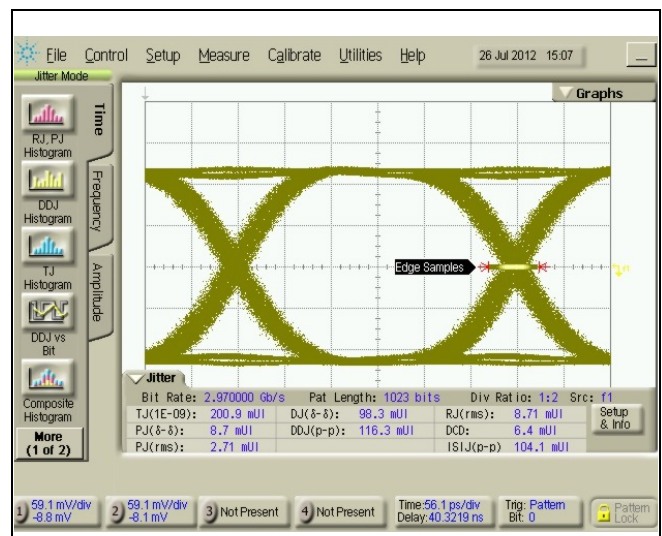 File Control Setup Measure Calibrate Utilities Help 26 Jul 2012 15:07
Jitter Mode
Graphs
RJ, PJ
Histogram
DDJ
Histogram
TJ
Histogram
DDJ vs
Bit
Composite
Histogram
More
(1 of 2)
Time
Frequency
Amplitude
Edge Samples
Jitter
Bit Rate: 2.970000 Gb/s Pat Length: 1023 bits Div Ratio: 1:2 Src: f1
TJ(1E-09): 200.9 mUI DJ(δ-δ): 98.3 mUI RJ(rms): 8.71 mUI
PJ(δ-δ): 8.7 mUI DDJ(p-p): 116.3 mUI DCD: 6.4 mUI
PJ(rms): 2.71 mUI ISIJ(p-p) 104.1 mUI
Setup
& Info
1) 59.1 mV/div
-8.8 mV
2) 59.1 mV/div
-8.1 mV
3) Not Present
4) Not Present
Time:56.1 ps/div
Delay:40.3219 ns
Trig: Pattern
Bit: 0
Pattern
Lock